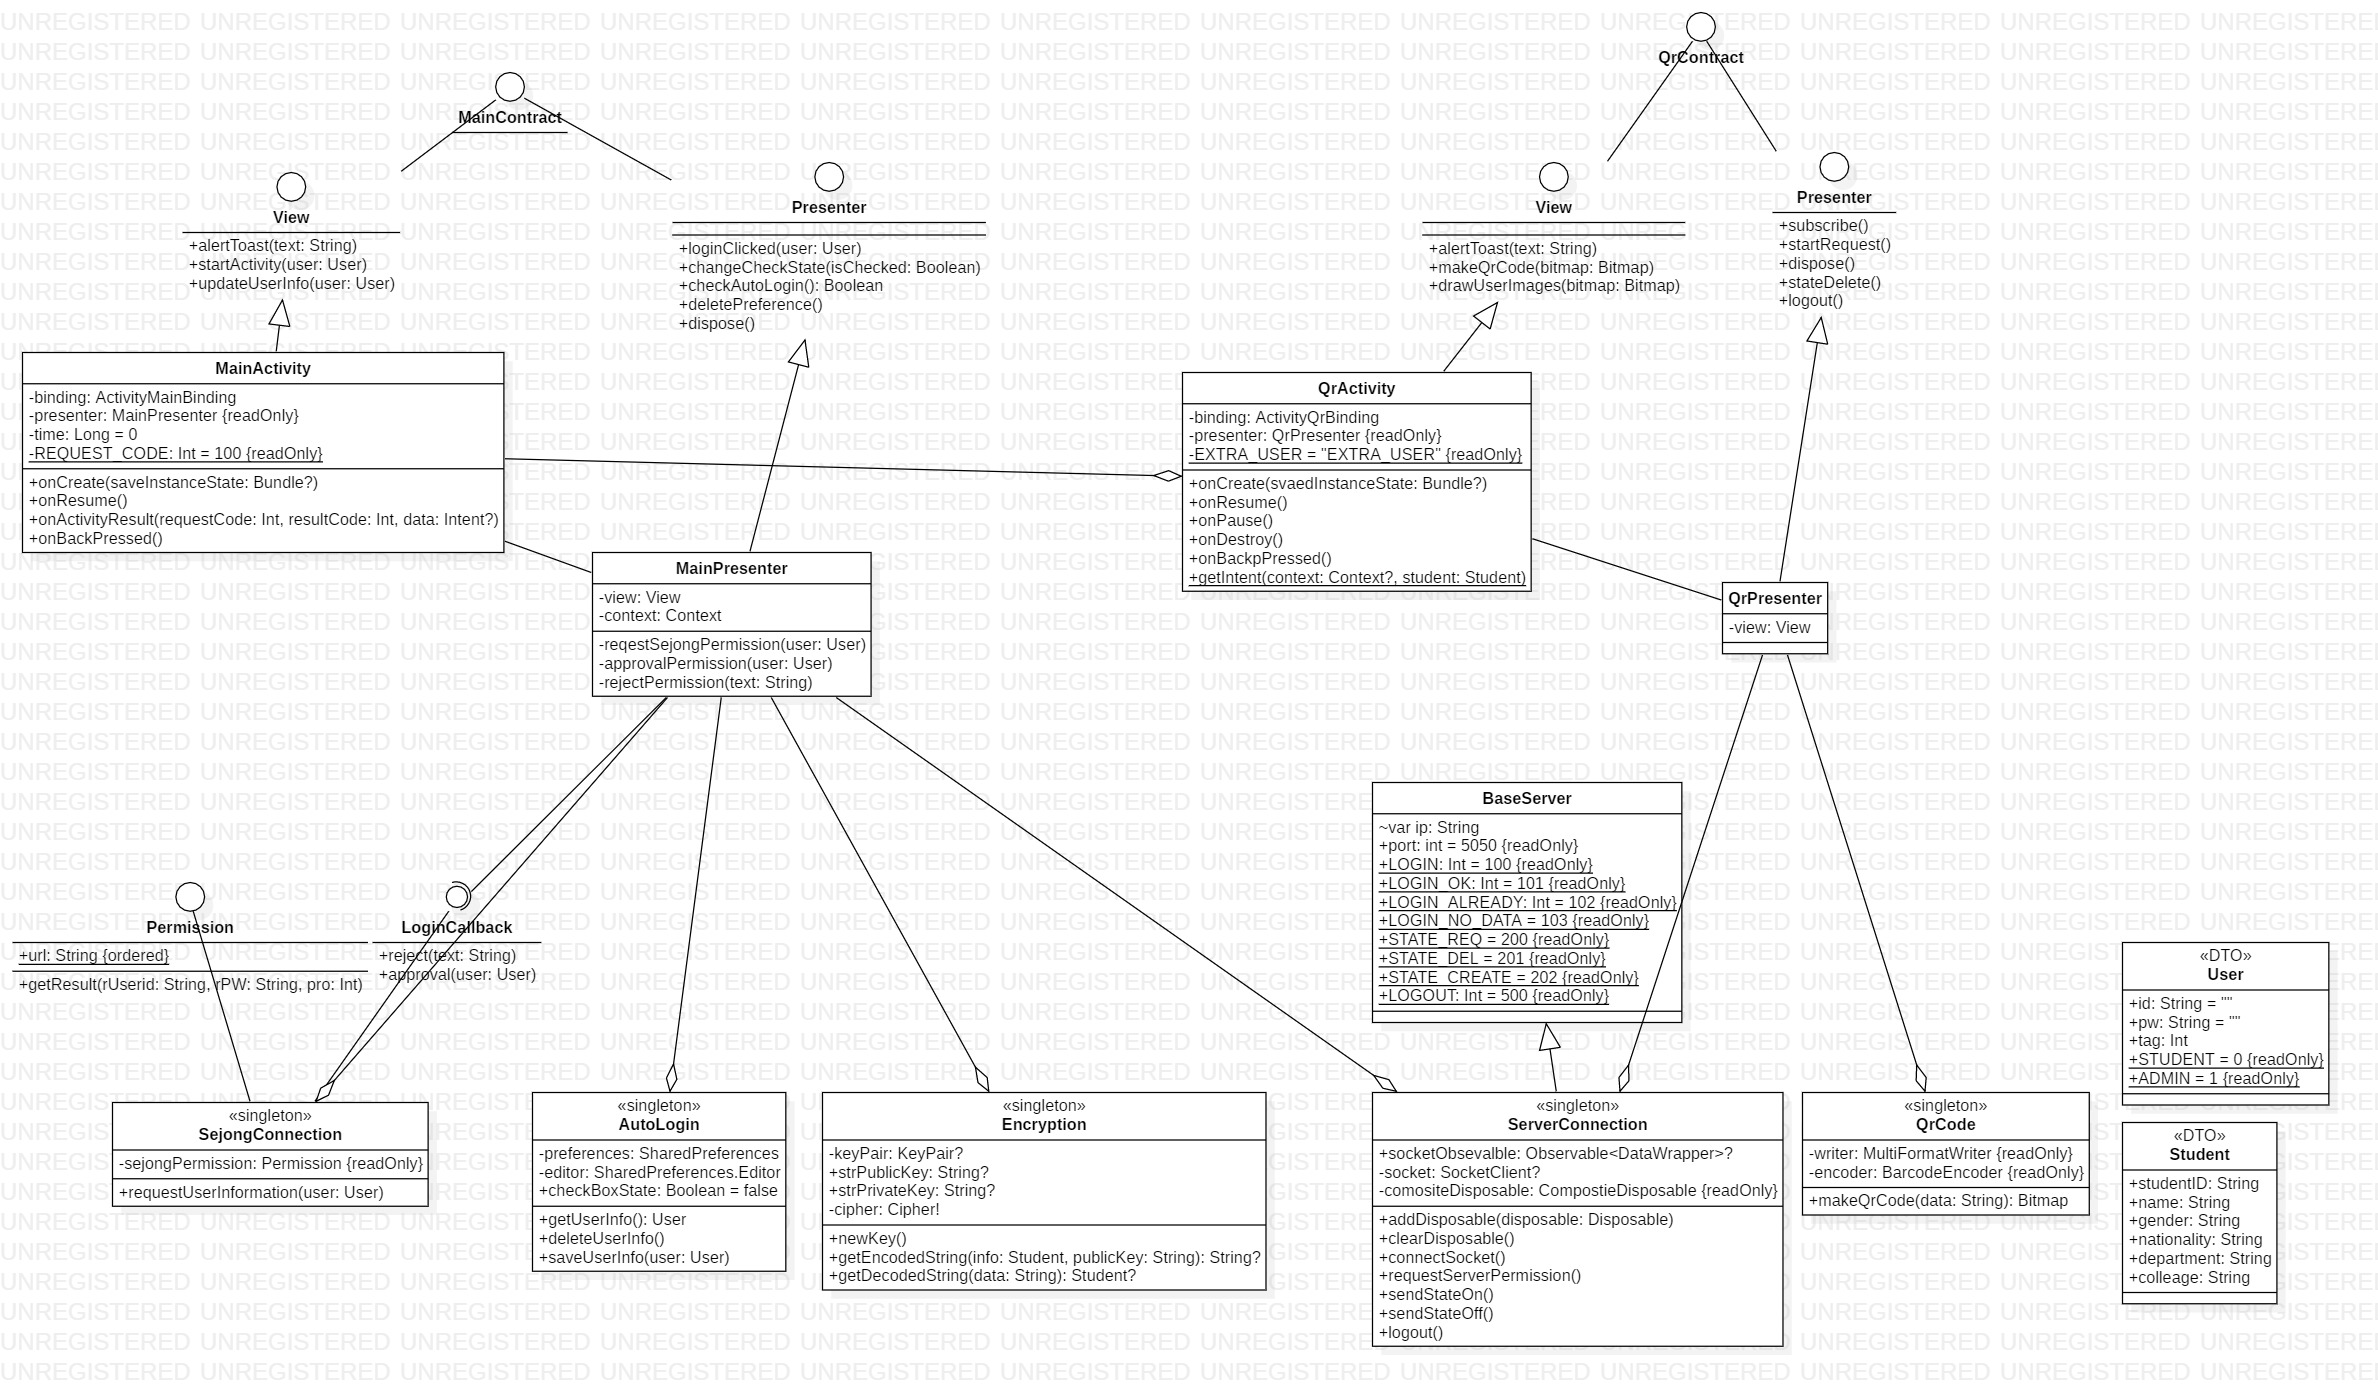 QrContract
MainContract
View
+alertToast(text: String)
+startActivity(user: User)
+updateUserInfo(user: User)
Presenter
+loginClicked(user: User)
+changeCheckState(isChecked: Boolean)
+checkAutoLogin(): Boolean
+deletePreference()
+dispose()
View
+alertToast(text: String)
+makeQrCode(bitmap: Bitmap)
+drawUserImages(bitmap: Bitmap)
Presenter
+subscribe()
+startRequest()
+dispose()
+stateDelete()
+logout()
MainActivity
-binding: ActivityMainBinding
-presenter: MainPresenter {readOnly}
-time: Long = 0
-REQUEST_CODE: Int = 100 {readOnly}
+onCreate(saveInstanceState: Bundle?)
+onResume()
+onActivityResult(requestCode: Int, resultCode: Int, data: Intent?)
+onBackPressed()
QrActivity
-binding: ActivityQrBinding
-presenter: QrPresenter {readOnly}
-EXTRA_USER = "EXTRA_USER" {readOnly}
+onCreate(svaedInstanceState: Bundle?)
+onResume()
+onPause()
+onDestroy()
+onBackpPressed()
+getIntent(context: Context?, student: Student)
MainPresenter
-view: View
-context: Context
-reqestSejongPermission(user: User)
-approvalPermission(user: User)
-rejectPermission(text: String)
QrPresenter
-view: View
BaseServer
~var ip: String
+port: int = 5050 {readOnly}
+LOGIN: Int = 100 {readOnly}
+LOGIN_OK: Int = 101 {readOnly}
+LOGIN_ALREADY: Int = 102 {readOnly}
+LOGIN_NO_DATA = 103 {readOnly}
+STATE_REQ = 200 {readOnly}
+STATE_DEL = 201 {readOnly}
+STATE_CREATE = 202 {readOnly}
+LOGOUT: Int = 500 {readOnly}
Permission
+url: String {ordered}
+getResult(rUserid: String, rPW: String, pro: Int)
LoginCallback
+reject(text: String)
+approval(user: User)
«DTO»
User
+id: String = ""
+pw: String = ""
+tag: Int
+STUDENT = 0 {readOnly}
+ADMIN = 1 {readOnly}
«singleton»
SejongConnection
-sejongPermission: Permission {readOnly}
+requestUserInformation(user: User)
«singleton»
AutoLogin
-preferences: SharedPreferences
-editor: SharedPreferences.Editor
+checkBoxState: Boolean = false
+getUserInfo(): User
+deleteUserInfo()
+saveUserInfo(user: User)
«singleton»
Encryption
-keyPair: KeyPair?
+strPublicKey: String?
+strPrivateKey: String?
-cipher: Cipher!
+newKey()
+getEncodedString(info: Student, publicKey: String): String?
+getDecodedString(data: String): Student?
«singleton»
ServerConnection
+socketObsevalble: Observable<DataWrapper>?
-socket: SocketClient?
-comositeDisposable: CompostieDisposable {readOnly}
+addDisposable(disposable: Disposable)
+clearDisposable()
+connectSocket()
+requestServerPermission()
+sendStateOn()
+sendStateOff()
+logout()
«singleton»
QrCode
-writer: MultiFormatWriter {readOnly}
-encoder: BarcodeEncoder {readOnly}
+makeQrCode(data: String): Bitmap
«DTO»
Student
+studentID: String
+name: String
+gender: String
+nationality: String
+department: String
+colleage: String